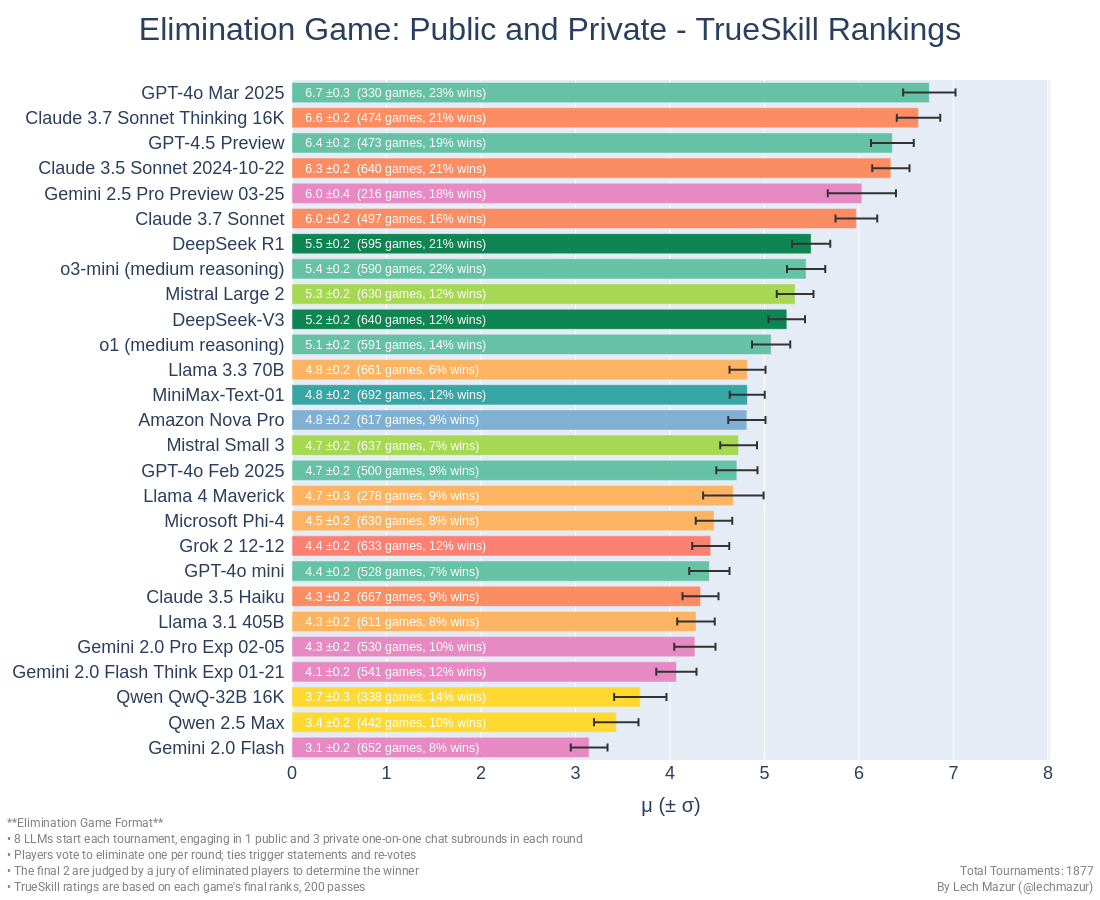 Elimination Game: Public and Private - TrueSkill Rankings
GPT-4o Mar 2025 6.7 ±0.3 (330 games, 23% wins)
Claude 3.7 Sonnet Thinking 16K 6.6 ±0.2 (474 games, 21% wins)
GPT-4.5 Preview 6.4 ±0.2 (473 games, 19% wins)
Claude 3.5 Sonnet 2024-10-22 6.3 ±0.2 (640 games, 21% wins)
Gemini 2.5 Pro Preview 03-25 6.0 ±0.4 (216 games, 18% wins)
Claude 3.7 Sonnet 6.0 ±0.2 (497 games, 16% wins)
DeepSeek R1 5.5 ±0.2 (595 games, 21% wins)
o3-mini (medium reasoning) 5.4 ±0.2 (590 games, 22% wins)
Mistral Large 2 5.3 ±0.2 (630 games, 12% wins)
DeepSeek-V3 5.2 ±0.2 (640 games, 12% wins)
o1 (medium reasoning) 5.1 ±0.2 (591 games, 14% wins)
Llama 3.3 70B 4.8 ±0.2 (661 games, 6% wins)
MiniMax-Text-01 4.8 ±0.2 (692 games, 12% wins)
Amazon Nova Pro 4.8 ±0.2 (617 games, 9% wins)
Mistral Small 3 4.7 ±0.2 (637 games, 7% wins)
GPT-4o Feb 2025 4.7 ±0.2 (500 games, 9% wins)
Llama 4 Maverick 4.7 ±0.3 (278 games, 9% wins)
Microsoft Phi-4 4.5 ±0.2 (630 games, 8% wins)
Grok 2 12-12 4.4 ±0.2 (633 games, 12% wins)
GPT-4o mini 4.4 ±0.2 (528 games, 7% wins)
Claude 3.5 Haiku 4.3 ±0.2 (667 games, 9% wins)
Llama 3.1 405B 4.3 ±0.2 (611 games, 8% wins)
Gemini 2.0 Pro Exp 02-05 4.3 ±0.2 (530 games, 10% wins)
Gemini 2.0 Flash Think Exp 01-21 4.1 ±0.2 (541 games, 12% wins)
Qwen QwQ-32B 16K 3.7 ±0.3 (338 games, 14% wins)
Qwen 2.5 Max 3.4 ±0.2 (442 games, 10% wins)
Gemini 2.0 Flash 3.1 ±0.2 (652 games, 8% wins)
0 1 2 3 4 5 6 7 8
μ (± σ)
**Elimination Game Format**
• 8 LLMs start each tournament, engaging in 1 public and 3 private one-on-one chat subrounds in each round
• Players vote to eliminate one per round; ties trigger statements and re-votes
• The final 2 are judged by a jury of eliminated players to determine the winner
• TrueSkill ratings are based on each game's final ranks, 200 passes
Total Tournaments: 1877
By Lech Mazur (@lechmazur)